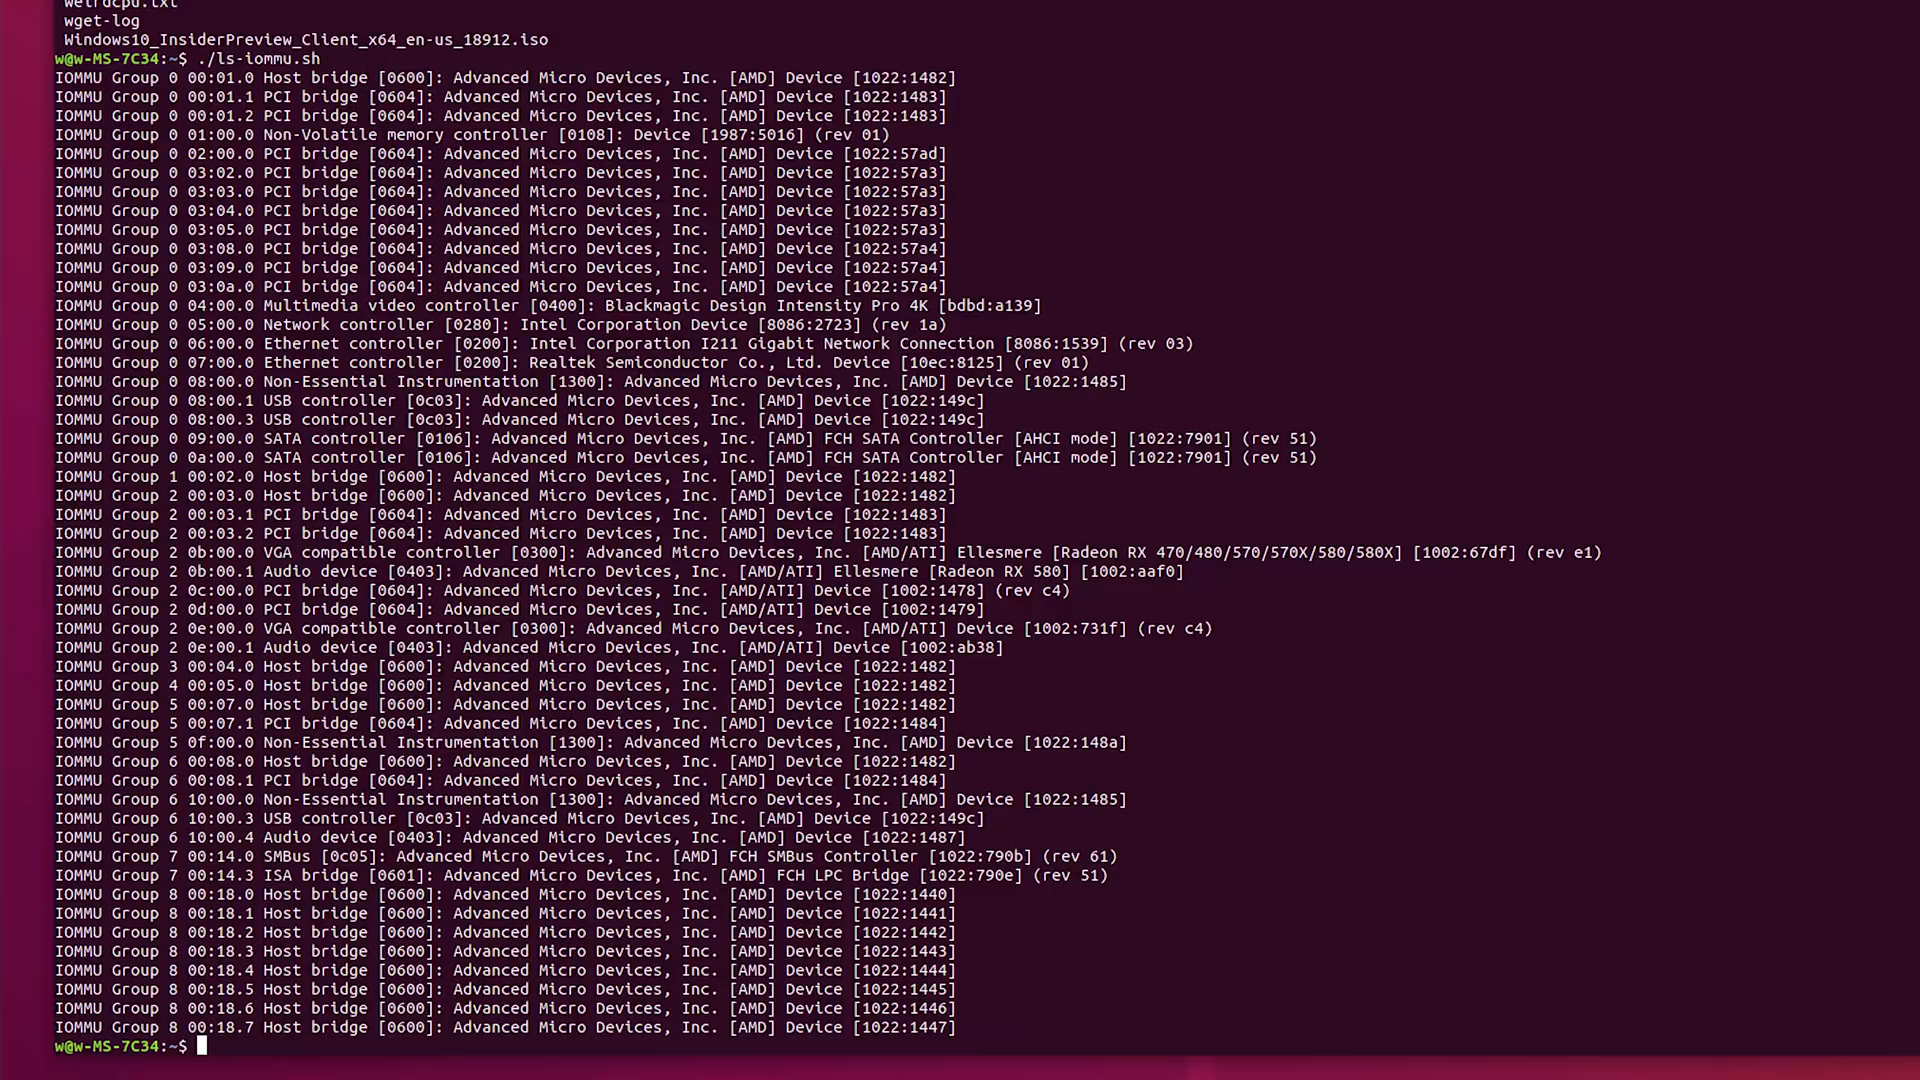 weirdcpu.txt
wget-log
Windows10_InsiderPreview_Client_x64_en-us_18912.iso
w@w-MS-7C34:~$ ./ls-iommu.sh
IOMMU Group 0 00:01.0 Host bridge [0600]: Advanced Micro Devices, Inc. [AMD] Device [1022:1482]
IOMMU Group 0 00:01.1 PCI bridge [0604]: Advanced Micro Devices, Inc. [AMD] Device [1022:1483]
IOMMU Group 0 00:01.2 PCI bridge [0604]: Advanced Micro Devices, Inc. [AMD] Device [1022:1483]
IOMMU Group 0 01:00.0 Non-Volatile memory controller [0108]: Device [1987:5016] (rev 01)
IOMMU Group 0 02:00.0 PCI bridge [0604]: Advanced Micro Devices, Inc. [AMD] Device [1022:57ad]
IOMMU Group 0 03:02.0 PCI bridge [0604]: Advanced Micro Devices, Inc. [AMD] Device [1022:57a3]
IOMMU Group 0 03:03.0 PCI bridge [0604]: Advanced Micro Devices, Inc. [AMD] Device [1022:57a3]
IOMMU Group 0 03:04.0 PCI bridge [0604]: Advanced Micro Devices, Inc. [AMD] Device [1022:57a3]
IOMMU Group 0 03:05.0 PCI bridge [0604]: Advanced Micro Devices, Inc. [AMD] Device [1022:57a3]
IOMMU Group 0 03:08.0 PCI bridge [0604]: Advanced Micro Devices, Inc. [AMD] Device [1022:57a4]
IOMMU Group 0 03:09.0 PCI bridge [0604]: Advanced Micro Devices, Inc. [AMD] Device [1022:57a4]
IOMMU Group 0 03:0a.0 PCI bridge [0604]: Advanced Micro Devices, Inc. [AMD] Device [1022:57a4]
IOMMU Group 0 04:00.0 Multimedia video controller [0400]: Blackmagic Design Intensity Pro 4K [bdbd:a139]
IOMMU Group 0 05:00.0 Network controller [0280]: Intel Corporation Device [8086:2723] (rev 1a)
IOMMU Group 0 06:00.0 Ethernet controller [0200]: Intel Corporation I211 Gigabit Network Connection [8086:1539] (rev 03)
IOMMU Group 0 07:00.0 Ethernet controller [0200]: Realtek Semiconductor Co., Ltd. Device [10ec:8125] (rev 01)
IOMMU Group 0 08:00.0 Non-Essential Instrumentation [1300]: Advanced Micro Devices, Inc. [AMD] Device [1022:1485]
IOMMU Group 0 08:00.1 USB controller [0c03]: Advanced Micro Devices, Inc. [AMD] Device [1022:149c]
IOMMU Group 0 08:00.3 USB controller [0c03]: Advanced Micro Devices, Inc. [AMD] Device [1022:149c]
IOMMU Group 0 09:00.0 SATA controller [0106]: Advanced Micro Devices, Inc. [AMD] FCH SATA Controller [AHCI mode] [1022:7901] (rev 51)
IOMMU Group 0 0a:00.0 SATA controller [0106]: Advanced Micro Devices, Inc. [AMD] FCH SATA Controller [AHCI mode] [1022:7901] (rev 51)
IOMMU Group 1 00:02.0 Host bridge [0600]: Advanced Micro Devices, Inc. [AMD] Device [1022:1482]
IOMMU Group 2 00:03.0 Host bridge [0600]: Advanced Micro Devices, Inc. [AMD] Device [1022:1482]
IOMMU Group 2 00:03.1 PCI bridge [0604]: Advanced Micro Devices, Inc. [AMD] Device [1022:1483]
IOMMU Group 2 00:03.2 PCI bridge [0604]: Advanced Micro Devices, Inc. [AMD] Device [1022:1483]
IOMMU Group 2 0b:00.0 VGA compatible controller [0300]: Advanced Micro Devices, Inc. [AMD/ATI] Ellesmere [Radeon RX 470/480/570/570X/580/580X] [1002:67df] (rev e1)
IOMMU Group 2 0b:00.1 Audio device [0403]: Advanced Micro Devices, Inc. [AMD/ATI] Ellesmere [Radeon RX 580] [1002:aaf0]
IOMMU Group 2 0c:00.0 PCI bridge [0604]: Advanced Micro Devices, Inc. [AMD/ATI] Device [1002:1478] (rev c4)
IOMMU Group 2 0d:00.0 PCI bridge [0604]: Advanced Micro Devices, Inc. [AMD/ATI] Device [1002:1479]
IOMMU Group 2 0e:00.0 VGA compatible controller [0300]: Advanced Micro Devices, Inc. [AMD/ATI] Device [1002:731f] (rev c4)
IOMMU Group 2 0e:00.1 Audio device [0403]: Advanced Micro Devices, Inc. [AMD/ATI] Device [1002:ab38]
IOMMU Group 3 00:04.0 Host bridge [0600]: Advanced Micro Devices, Inc. [AMD] Device [1022:1482]
IOMMU Group 4 00:05.0 Host bridge [0600]: Advanced Micro Devices, Inc. [AMD] Device [1022:1482]
IOMMU Group 5 00:07.0 Host bridge [0600]: Advanced Micro Devices, Inc. [AMD] Device [1022:1482]
IOMMU Group 5 00:07.1 PCI bridge [0604]: Advanced Micro Devices, Inc. [AMD] Device [1022:1484]
IOMMU Group 5 0f:00.0 Non-Essential Instrumentation [1300]: Advanced Micro Devices, Inc. [AMD] Device [1022:148a]
IOMMU Group 6 00:08.0 Host bridge [0600]: Advanced Micro Devices, Inc. [AMD] Device [1022:1482]
IOMMU Group 6 00:08.1 PCI bridge [0604]: Advanced Micro Devices, Inc. [AMD] Device [1022:1484]
IOMMU Group 6 10:00.0 Non-Essential Instrumentation [1300]: Advanced Micro Devices, Inc. [AMD] Device [1022:1485]
IOMMU Group 6 10:00.3 USB controller [0c03]: Advanced Micro Devices, Inc. [AMD] Device [1022:149c]
IOMMU Group 6 10:00.4 Audio device [0403]: Advanced Micro Devices, Inc. [AMD] Device [1022:1487]
IOMMU Group 7 00:14.0 SMBus [0c05]: Advanced Micro Devices, Inc. [AMD] FCH SMBus Controller [1022:790b] (rev 61)
IOMMU Group 7 00:14.3 ISA bridge [0601]: Advanced Micro Devices, Inc. [AMD] FCH LPC Bridge [1022:790e] (rev 51)
IOMMU Group 8 00:18.0 Host bridge [0600]: Advanced Micro Devices, Inc. [AMD] Device [1022:1440]
IOMMU Group 8 00:18.1 Host bridge [0600]: Advanced Micro Devices, Inc. [AMD] Device [1022:1441]
IOMMU Group 8 00:18.2 Host bridge [0600]: Advanced Micro Devices, Inc. [AMD] Device [1022:1442]
IOMMU Group 8 00:18.3 Host bridge [0600]: Advanced Micro Devices, Inc. [AMD] Device [1022:1443]
IOMMU Group 8 00:18.4 Host bridge [0600]: Advanced Micro Devices, Inc. [AMD] Device [1022:1444]
IOMMU Group 8 00:18.5 Host bridge [0600]: Advanced Micro Devices, Inc. [AMD] Device [1022:1445]
IOMMU Group 8 00:18.6 Host bridge [0600]: Advanced Micro Devices, Inc. [AMD] Device [1022:1446]
IOMMU Group 8 00:18.7 Host bridge [0600]: Advanced Micro Devices, Inc. [AMD] Device [1022:1447]
w@w-MS-7C34:~$